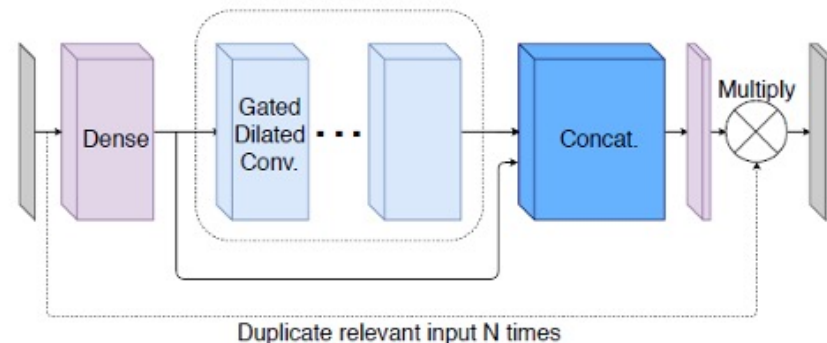 Multiply
Dense
Gated
Dilated
Conv.
Concat.
Duplicate relevant input N times